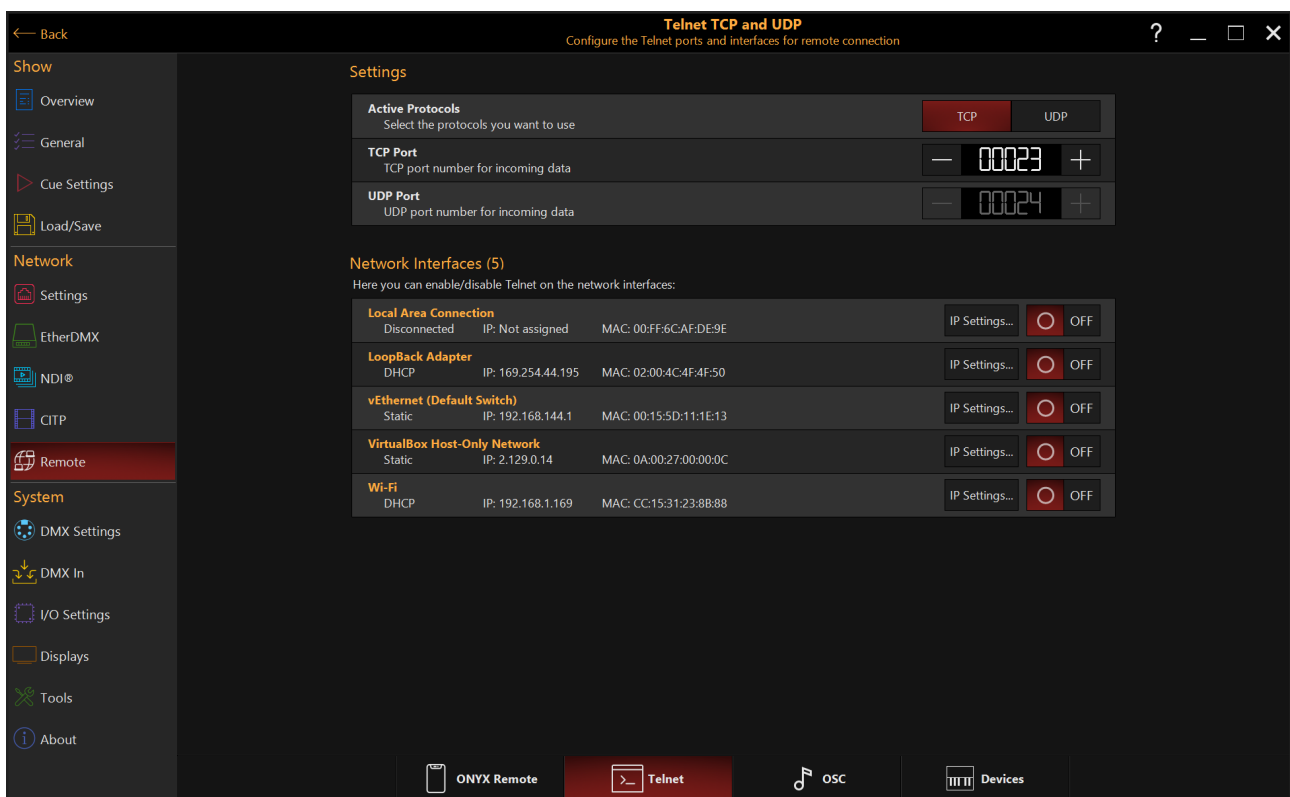 Back
Telnet TCP and UDP
Configure the Telnet ports and interfaces for remote connection
?
Show
Overview
General
Cue Settings
Load/Save
Network
Settings
EtherDMX
NDI®
CITP
Remote
System
DMX Settings
DMX In
I/O Settings
Displays
Tools
About
Settings
Active Protocols
Select the protocols you want to use
TCP UDP
TCP Port
TCP port number for incoming data
00023
UDP Port
UDP port number for incoming data
00024
Network Interfaces (5)
Here you can enable/disable Telnet on the network interfaces:
Local Area Connection
Disconnected IP: Not assigned MAC: 00:FF:6C:AF:DE:9E
IP Settings... OFF
LoopBack Adapter
DHCP IP: 169.254.44.195 MAC: 02:00:4C:4F:4F:50
IP Settings... OFF
vEthernet (Default Switch)
Static IP: 192.168.144.1 MAC: 00:15:5D:11:1E:13
IP Settings... OFF
VirtualBox Host-Only Network
Static IP: 2.129.0.14 MAC: 0A:00:27:00:00:0C
IP Settings... OFF
Wi-Fi
DHCP IP: 192.168.1.169 MAC: CC:15:31:23:8B:88
IP Settings... OFF
ONYX Remote Telnet OSC Devices